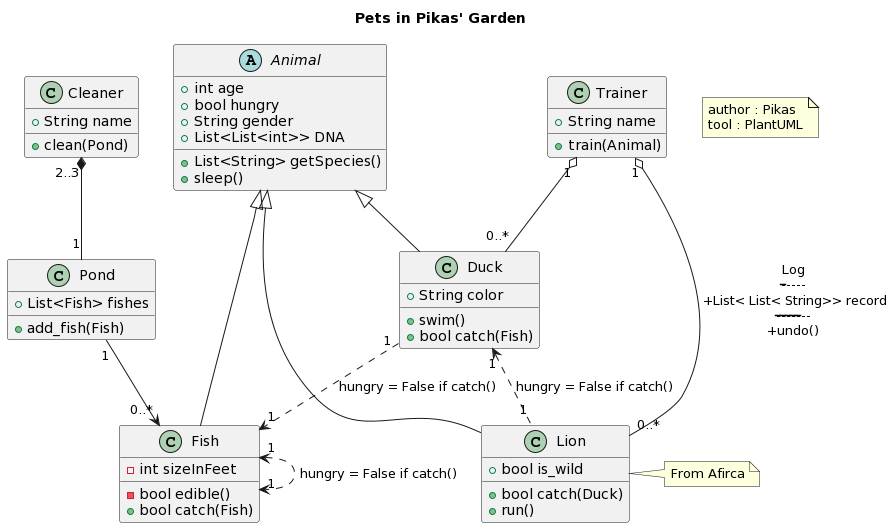 Pets in Pikas' Garden
C Cleaner
String name
clean(Pond)
A Animal
int age
bool hungry
String gender
List<List<int>> DNA
List<String> getSpecies()
sleep()
C Trainer
String name
train(Animal)
author : Pikas
tool : PlantUML
2..3
1
1
1
0..*
C Pond
List<Fish> fishes
add_fish(Fish)
C Duck
String color
swim()
bool catch(Fish)
Log
-----
+List< List< String>> record
--------
+undo()
1
1
1
hungry = False if catch()
hungry = False if catch()
0..*
1
1
0..*
C Fish
int sizeInFeet
bool edible()
bool catch(Fish)
1
1
hungry = False if catch()
C Lion
bool is_wild
bool catch(Duck)
run()
From Afirca